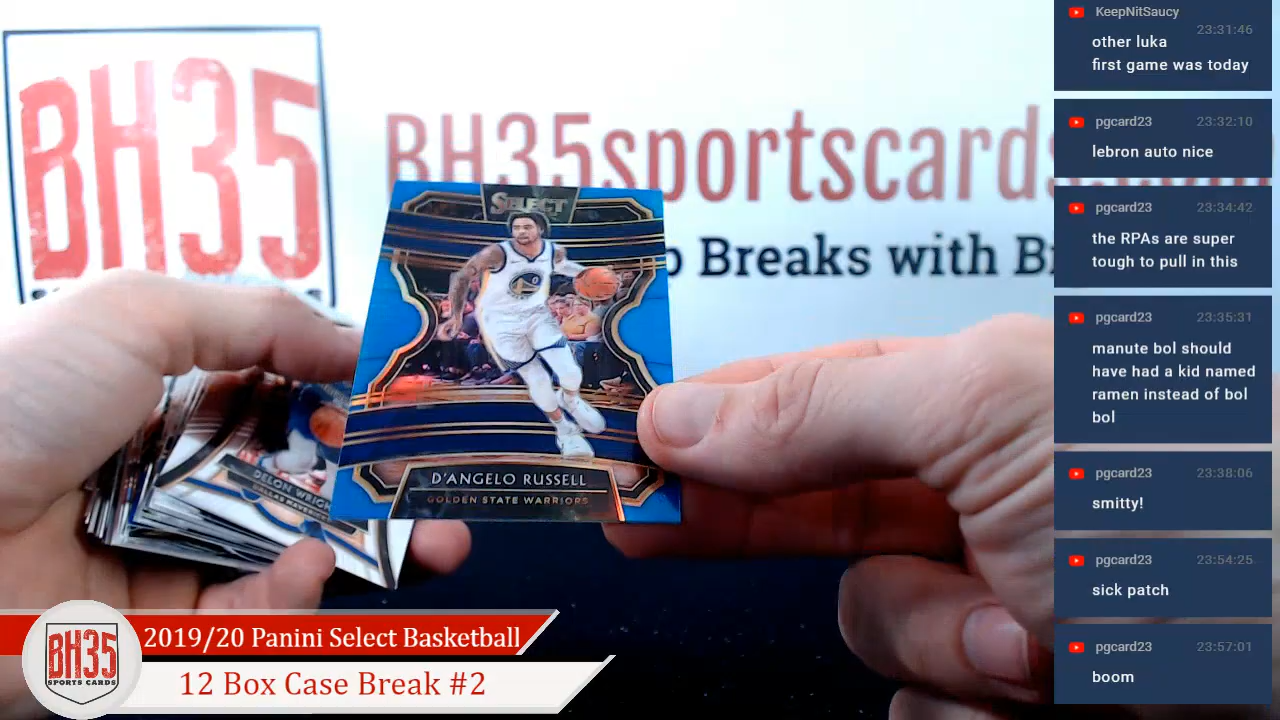 BH35
BH35sportscards.com
Breaks with
SELECT
D'ANGELO RUSSELL
GOLDEN STATE WARRIORS
DELON WRIGHT
DALLAS MAVERICKS
BH35
SPORTS CARDS
2019/20 Panini Select Basketball
12 Box Case Break #2
KeepNitSaucy 23:31:46
other luka
first game was today
pgcard23 23:32:10
lebron auto nice
pgcard23 23:34:42
the RPAs are super
tough to pull in this
pgcard23 23:35:31
manute bol should
have had a kid named
ramen instead of bol
bol
pgcard23 23:38:06
smitty!
pgcard23 23:54:25
sick patch
pgcard23 23:57:01
boom